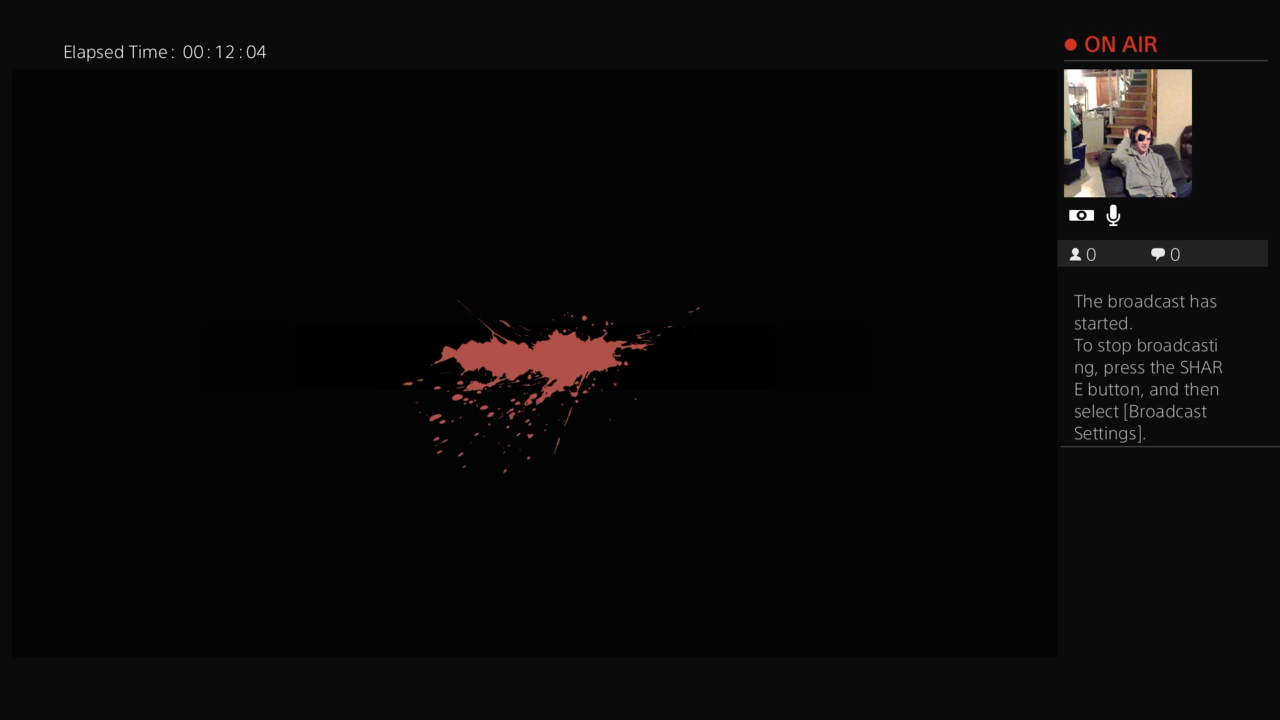 Elapsed Time: 00:12:04
ON AIR
0
0
The broadcast has
started.
To stop broadcasti
ng, press the SHAR
E button, and then
select [Broadcast
Settings].